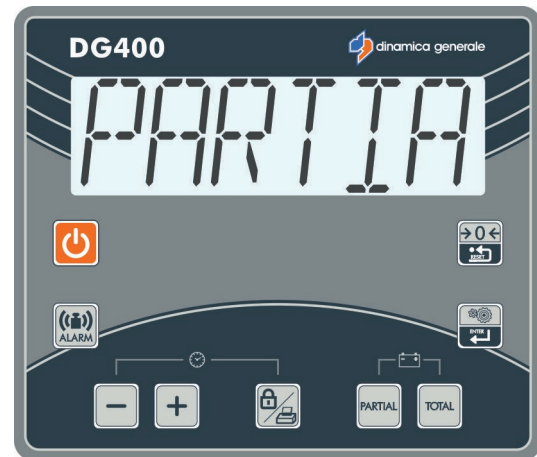 DG400
dinamica generale
PARTIA
→0←
RESET
ALARM
ENTER
− +
PARTIAL TOTAL